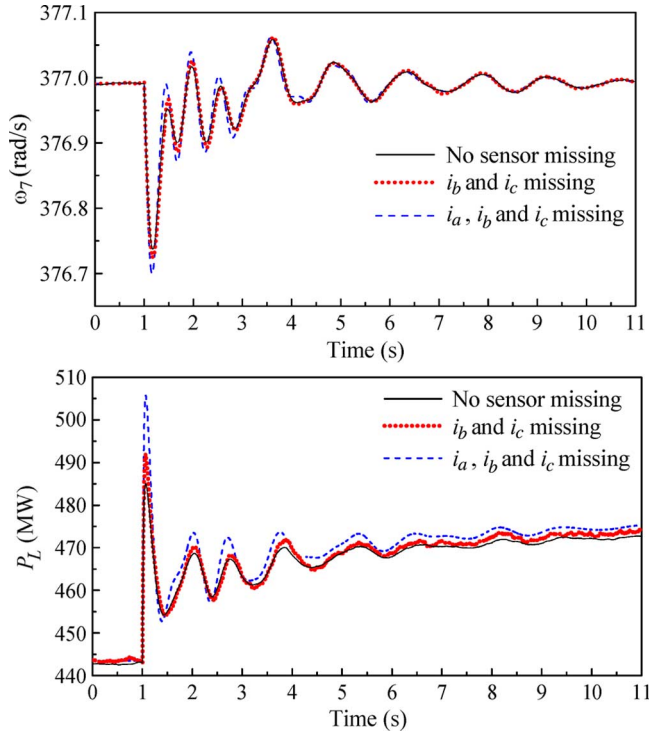 377.1
377.0
376.9
376.8
376.7
ω7 (rad/s)
No sensor missing
ib and ic missing
ia , ib and ic missing
0 1 2 3 4 5 6 7 8 9 10 11
Time (s)
510
500
490
480
470
460
450
440
PL (MW)
No sensor missing
ib and ic missing
ia , ib and ic missing
0 1 2 3 4 5 6 7 8 9 10 11
Time (s)